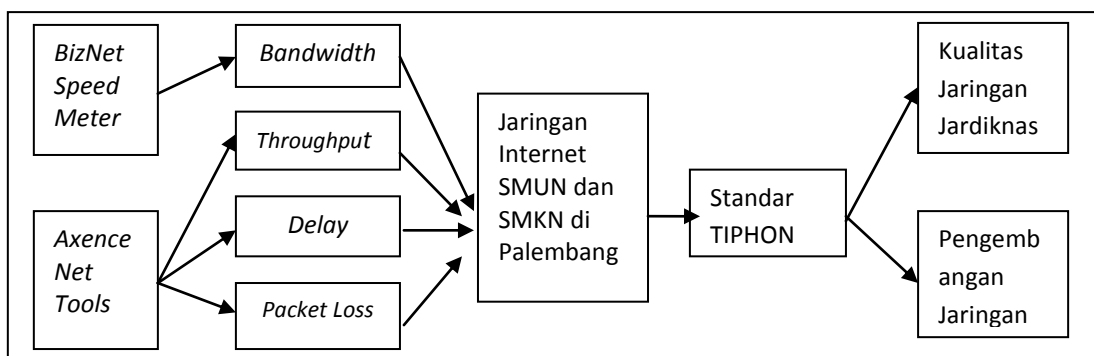 BizNet
Speed
Meter
Axence
Net
Tools
Bandwidth
Throughput
Delay
Packet Loss
Jaringan
Internet
SMUN dan
SMKN di
Palembang
Standar
TIPHON
Kualitas
Jaringan
Jardiknas
Pengemb
angan
Jaringan